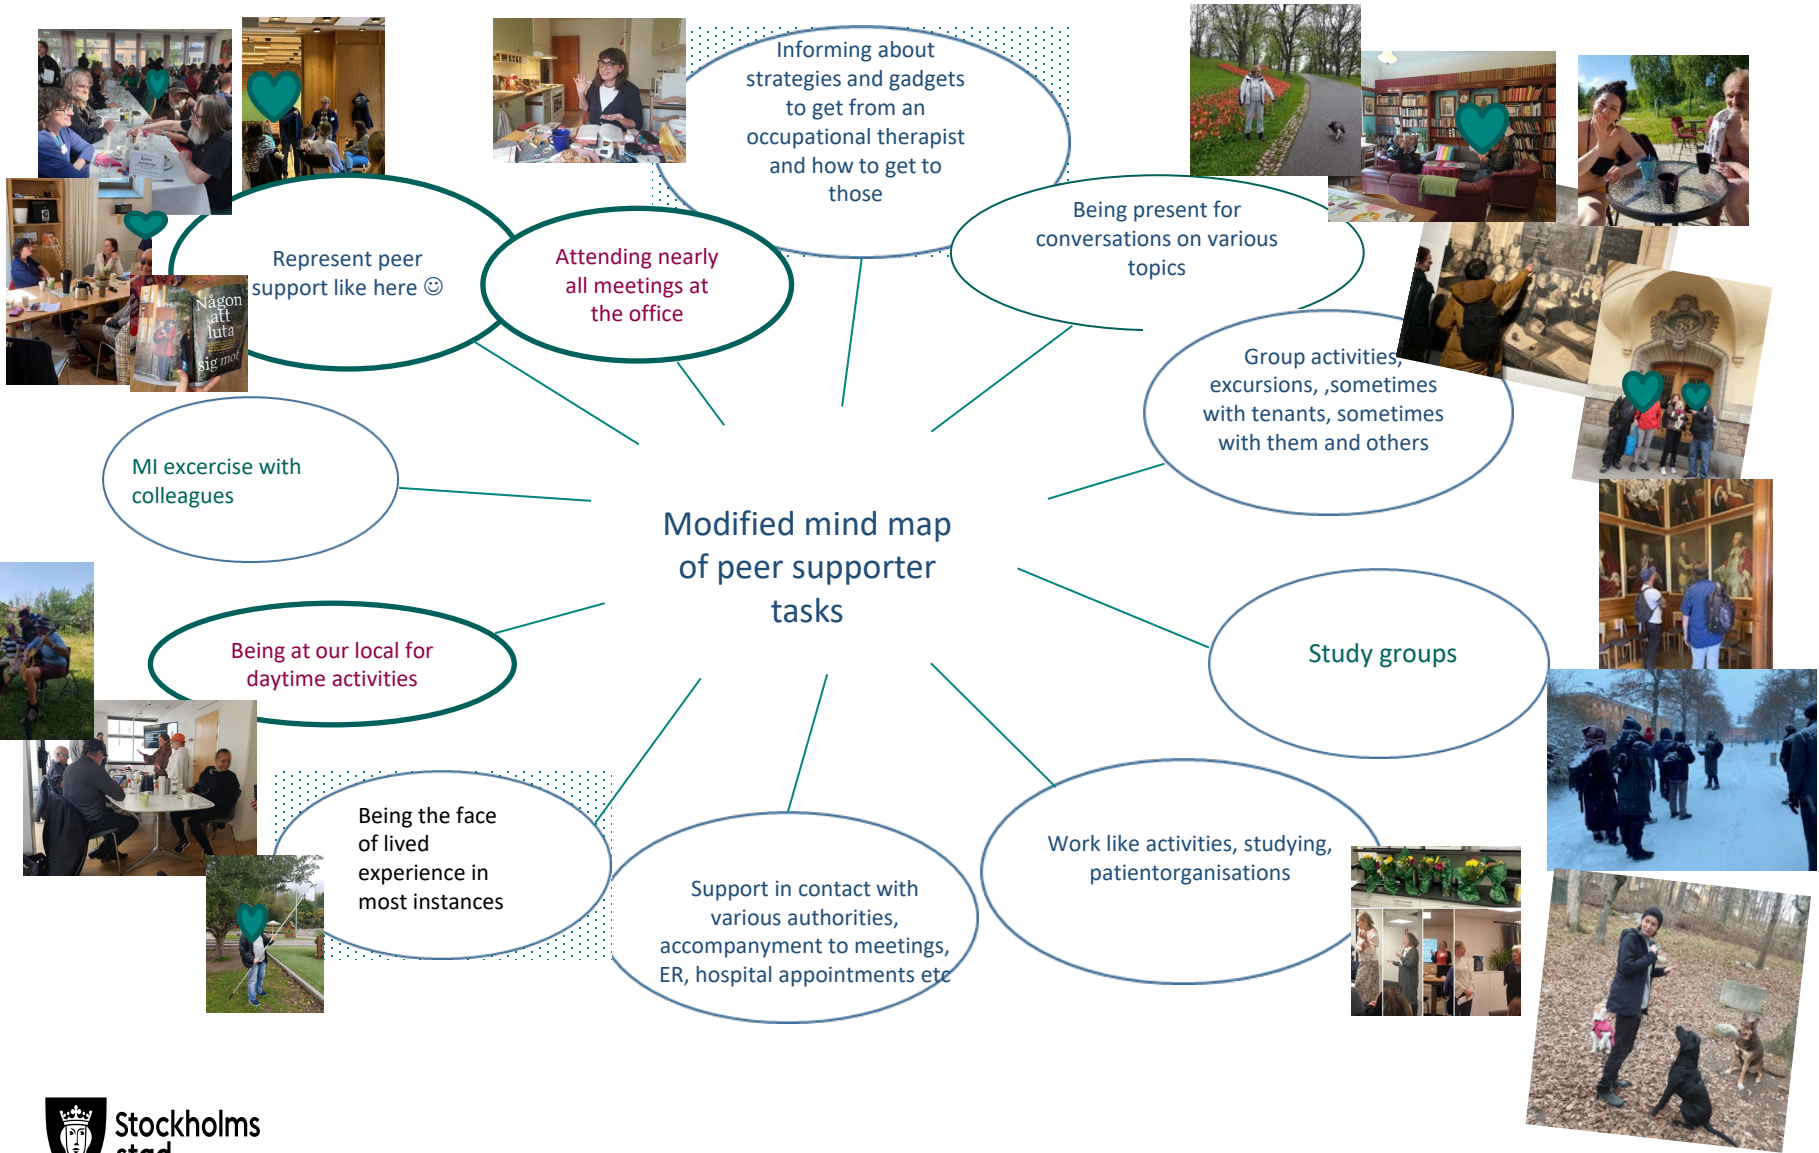 Informing about
strategies and gadgets
to get from an
occupational therapist
and how to get to
those
Represent peer
support like here ☺
Attending nearly
all meetings at
the office
Being present for
conversations on various
topics
Någon
att
luta
sig mot
53
Group activities,
excursions, ,sometimes
with tenants, sometimes
with them and others
MI excercise with
colleagues
Modified mind map
of peer supporter
tasks
Being at our local for
daytime activities
Study groups
Being the face
of lived
experience in
most instances
Support in contact with
various authorities,
accompanyment to meetings,
ER, hospital appointments etc
Work like activities, studying,
patientorganisations
Stockholms
stad